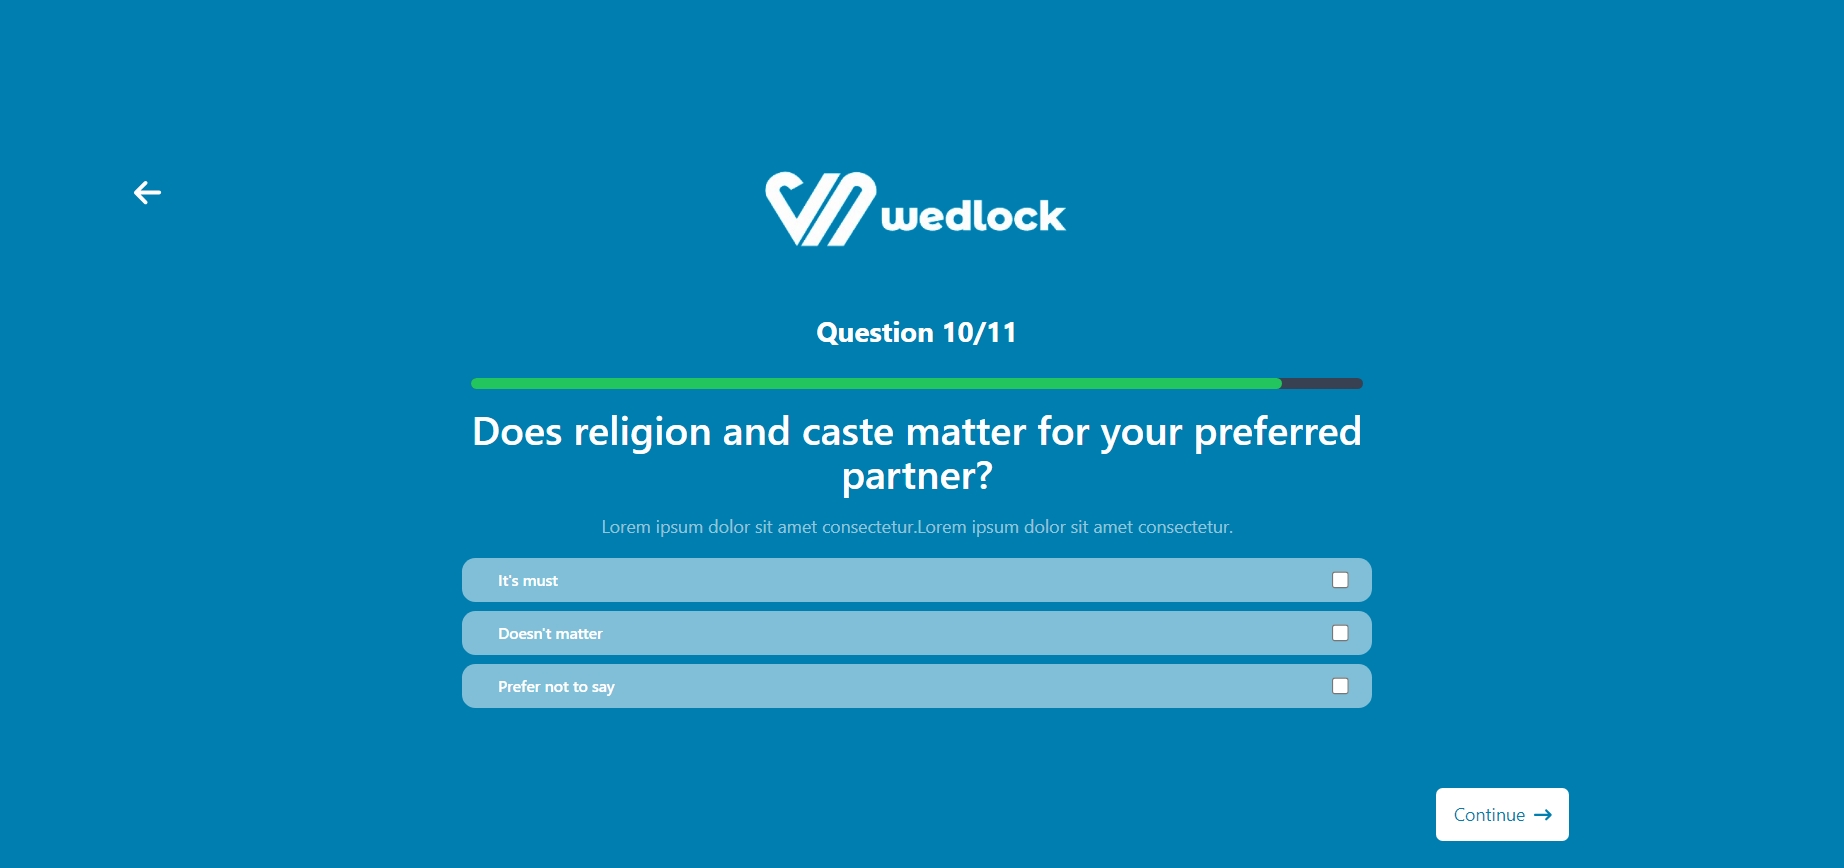 wedlock
Question 10/11
Does religion and caste matter for your preferred
partner?
Lorem ipsum dolor sit amet consectetur.Lorem ipsum dolor sit amet consectetur.
It's must
Doesn't matter
Prefer not to say
Continue →